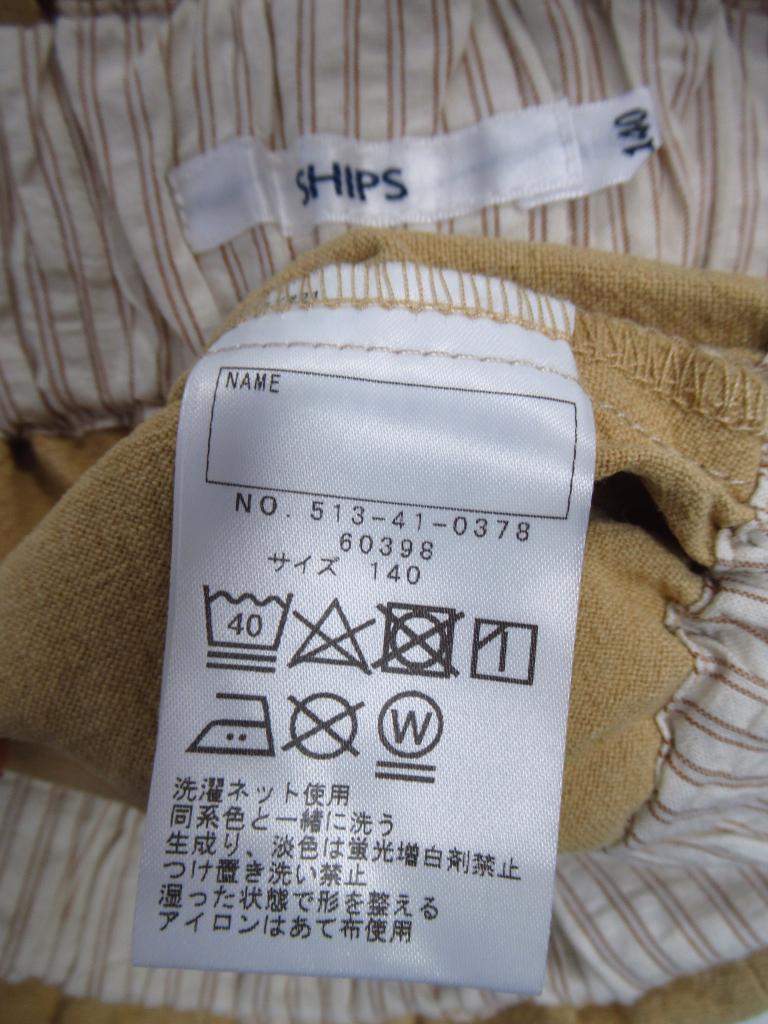 SHIPS
140
NAME
NO. 513-41-0378
60398
サイズ 140
40
W
洗濯ネット使用
同系色と一緒に洗う
生成り、淡色は蛍光増白剤禁止
つけ置き洗い禁止
湿った状態で形を整える
アイロンはあて布使用